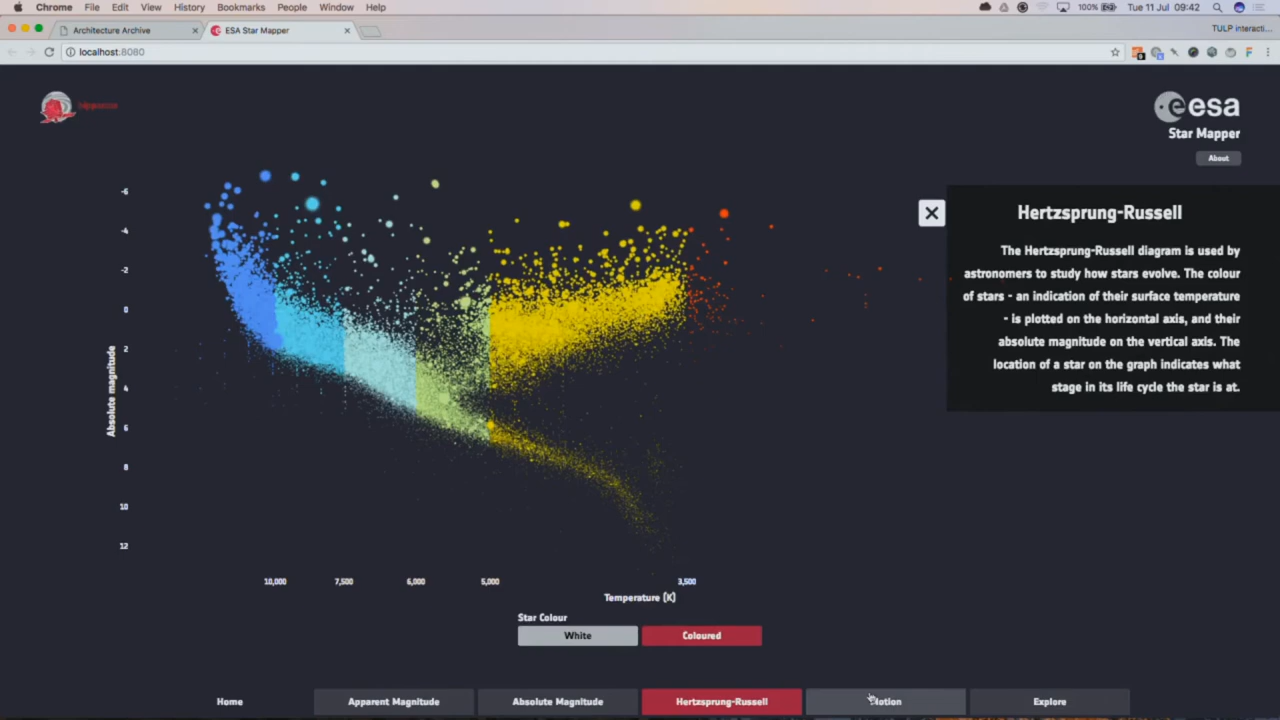 Chrome File Edit View History Bookmarks People Window Help 100% Tue 11 Jul 09:42
Architecture Archive ESA Star Mapper TULP interacti...
localhost:8080
esa
Star Mapper
About
Hertzsprung-Russell
The Hertzsprung-Russell diagram is used by
astronomers to study how stars evolve. The colour
of stars - an indication of their surface temperature
- is plotted on the horizontal axis, and their
absolute magnitude on the vertical axis. The
location of a star on the graph indicates what
stage in its life cycle the star is at.
Absolute magnitude
-6
-4
-2
0
2
4
6
8
10
12
10,000 7,500 6,000 5,000 3,500
Temperature (K)
Star Colour
White Coloured
Home Apparent Magnitude Absolute Magnitude Hertzsprung-Russell Motion Explore